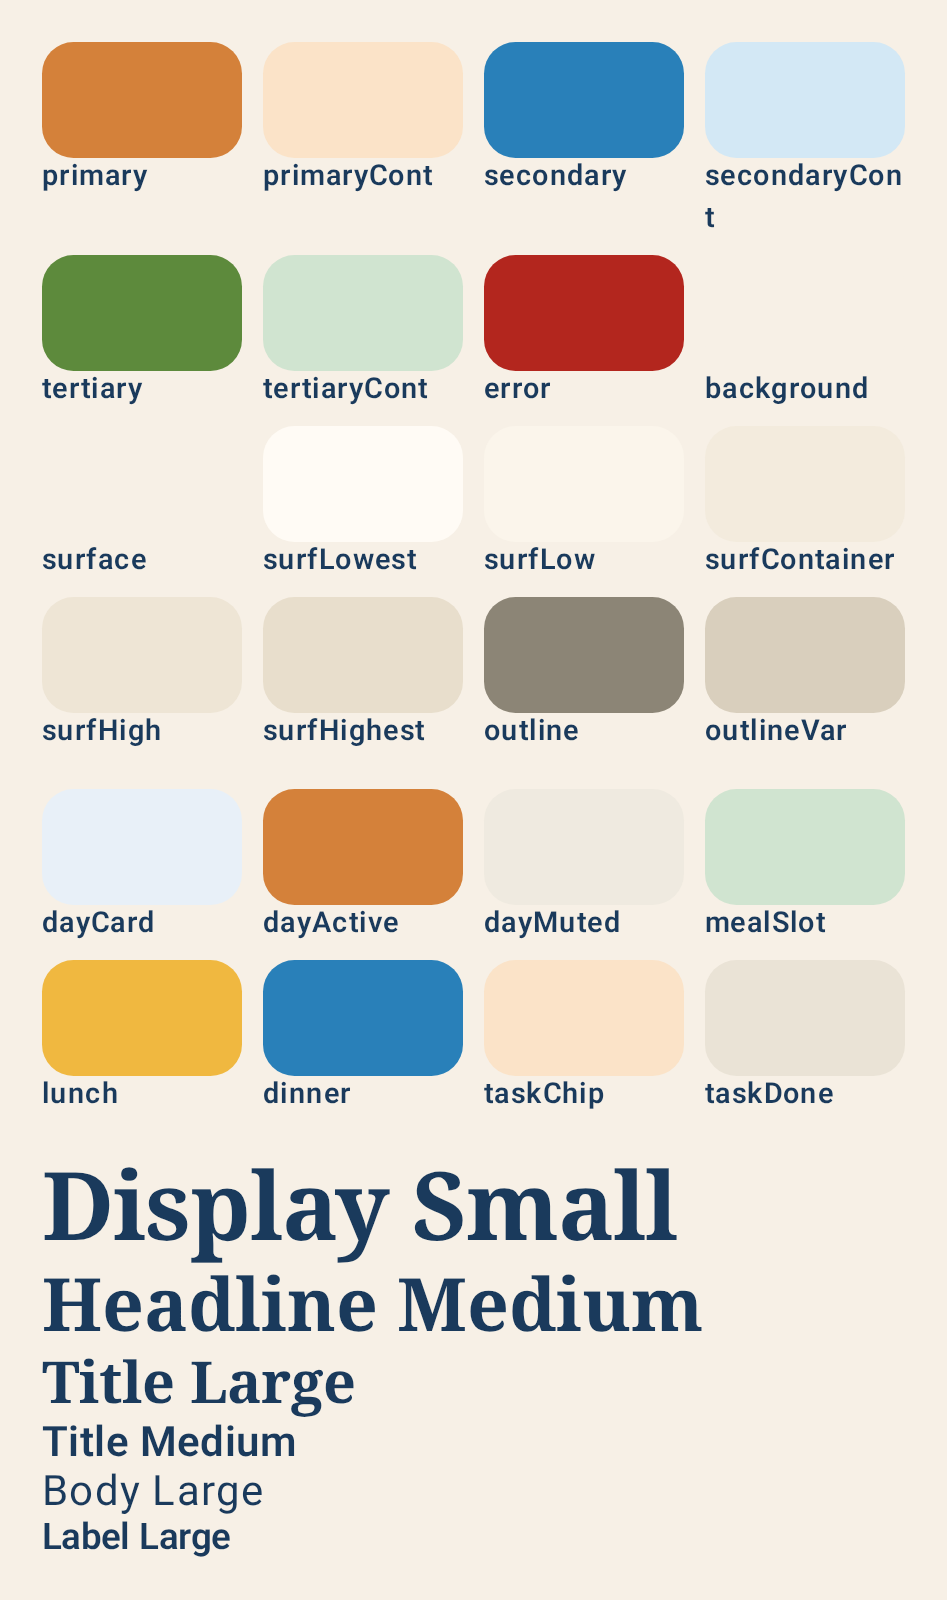 primary
primaryCont
secondary
secondaryCon
t
tertiary
tertiaryCont
error
background
surface
surfLowest
surfLow
surfContainer
surfHigh
surfHighest
outline
outlineVar
dayCard
dayActive
dayMuted
mealSlot
lunch
dinner
taskChip
taskDone
Display Small
Headline Medium
Title Large
Title Medium
Body Large
Label Large